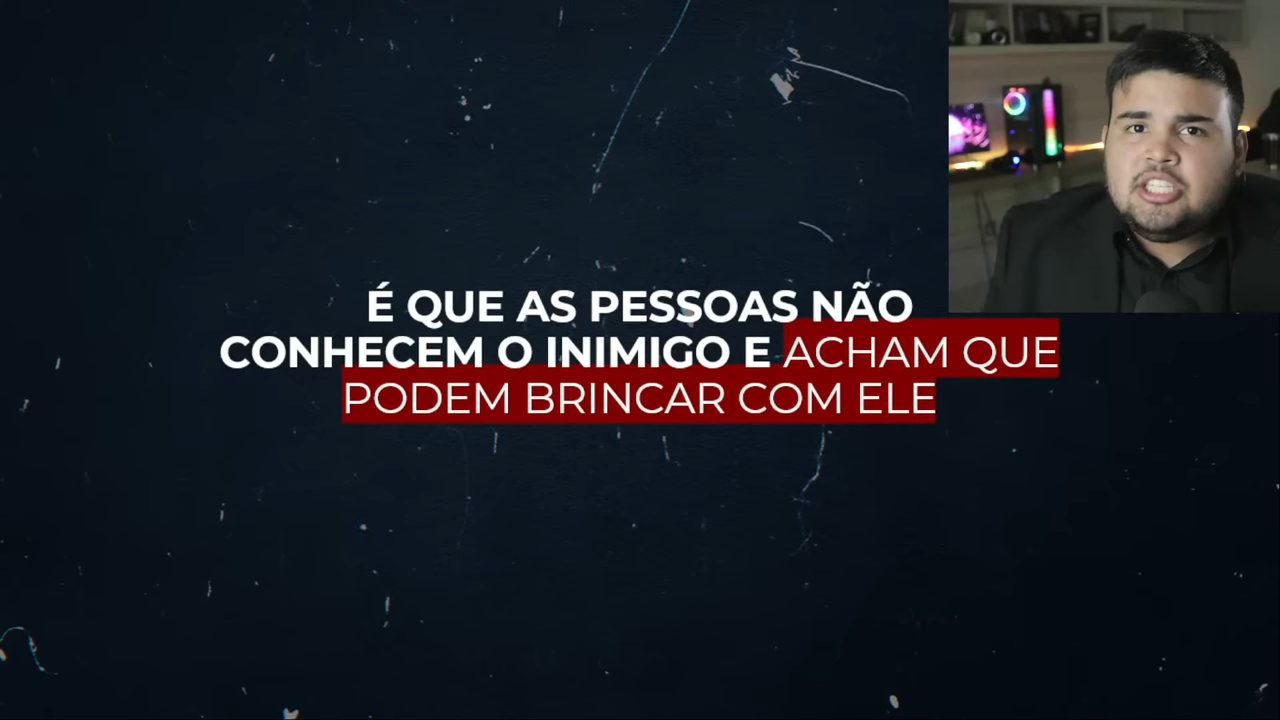 É QUE AS PESSOAS NÃO
CONHECEM O INIMIGO E ACHAM QUE
PODEM BRINCAR COM ELE